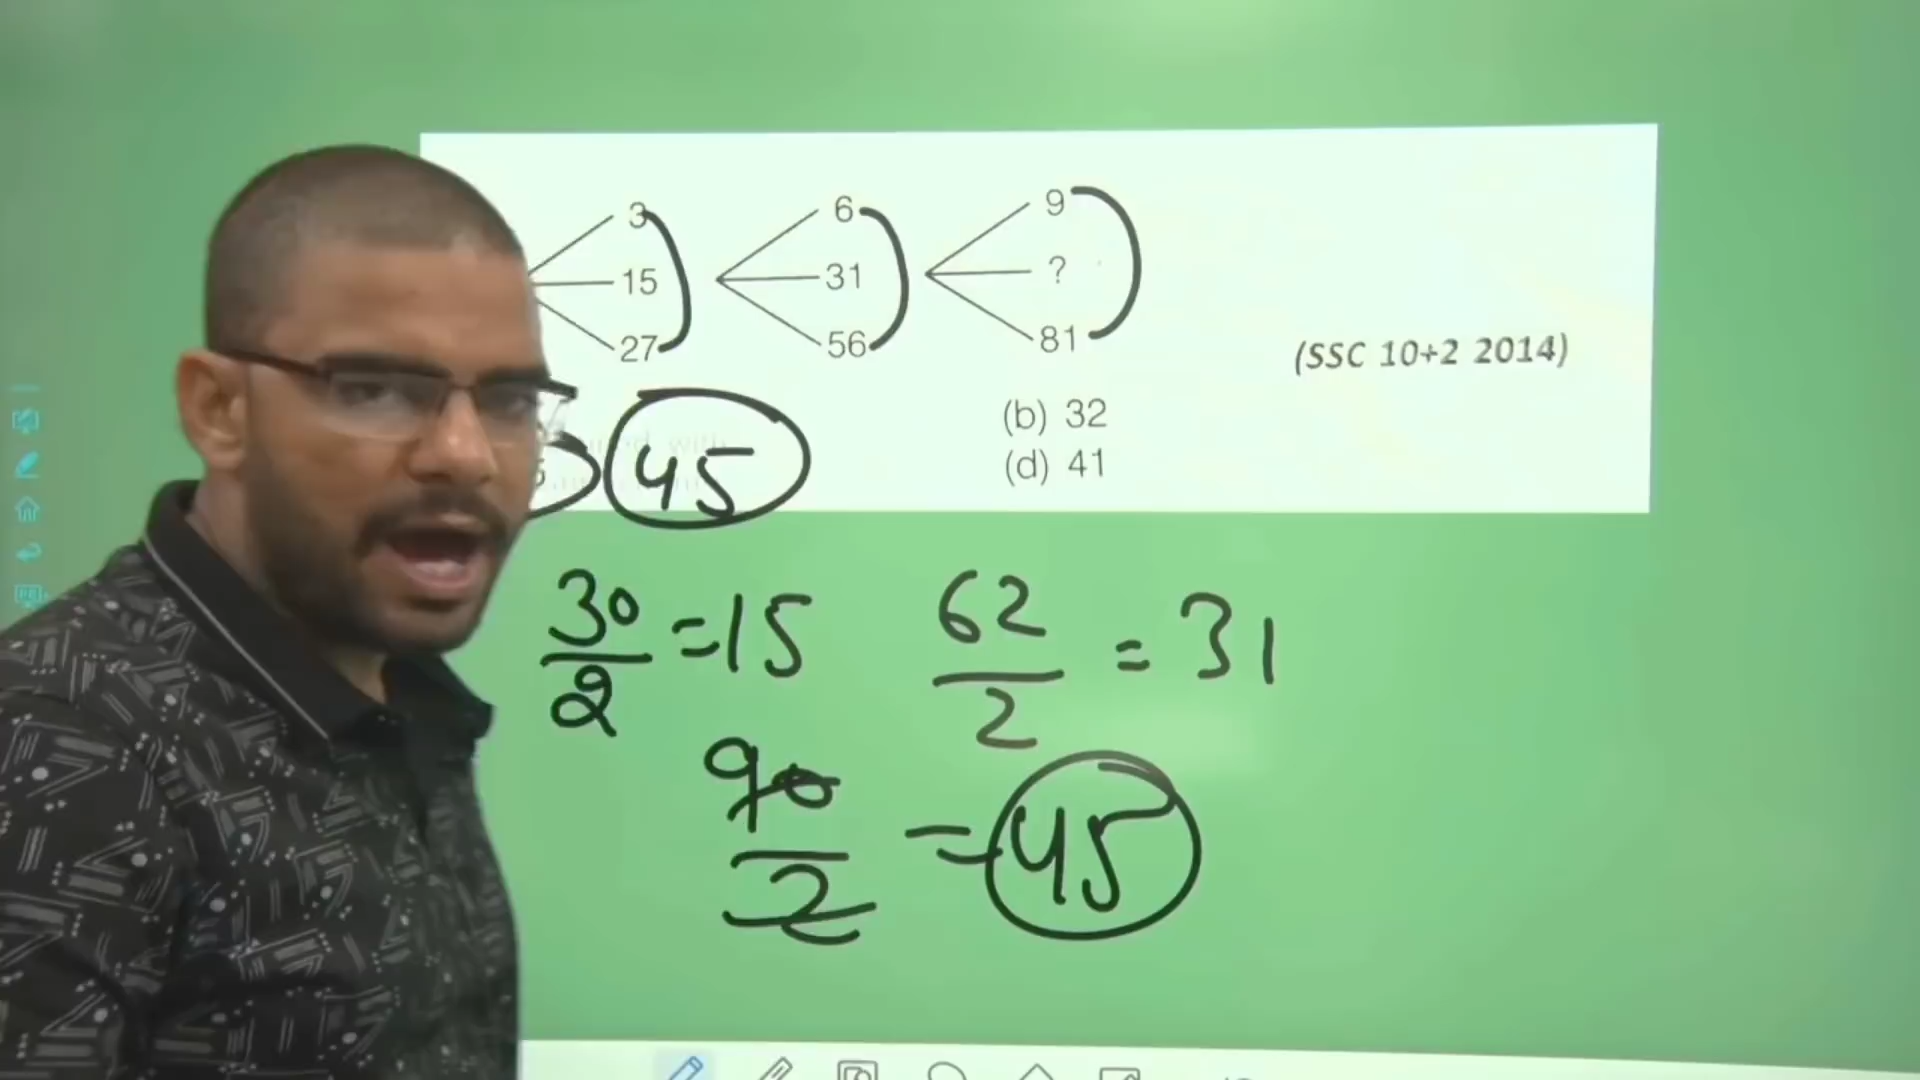 3 6 9
15 31 ?
27 56 81
(SSC 10+2 2014)
(b) 32
45
(d) 41
30/2 =15 62/2 = 31
90/2 = 45